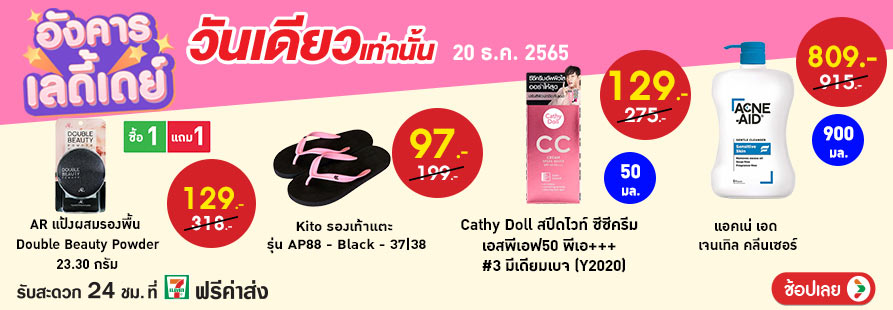 อังคาร
เลดี้เดย์
วันเดียวเท่านั้น 20 ธ.ค. 2565
DOUBLE
BEAUTY
POWDER
ซื้อ 1 แถม 1
129.-
318.-
AR แป้งผสมรองพื้น
Double Beauty Powder
23.30 กรัม
97.-
199.-
Kito รองเท้าแตะ
รุ่น AP88 - Black - 37|38
Cathy
Doll
CC
CREAM
129.-
275.-
50
มล.
Cathy Doll สปีดไวท์ ซีซีครีม
เอสพีเอฟ50 พีเอ+++
#3 มีเดียมเบจ (Y2020)
ACNE
-AID
GENTLE CLEANSER
Sensitive
Skin
809.-
915.-
900
มล.
แอคเน่ เอด
เจนเทิล คลีนเซอร์
รับสะดวก 24 ชม. ที่ 7 ELEVEn ฟรีค่าส่ง
ช้อปเลย